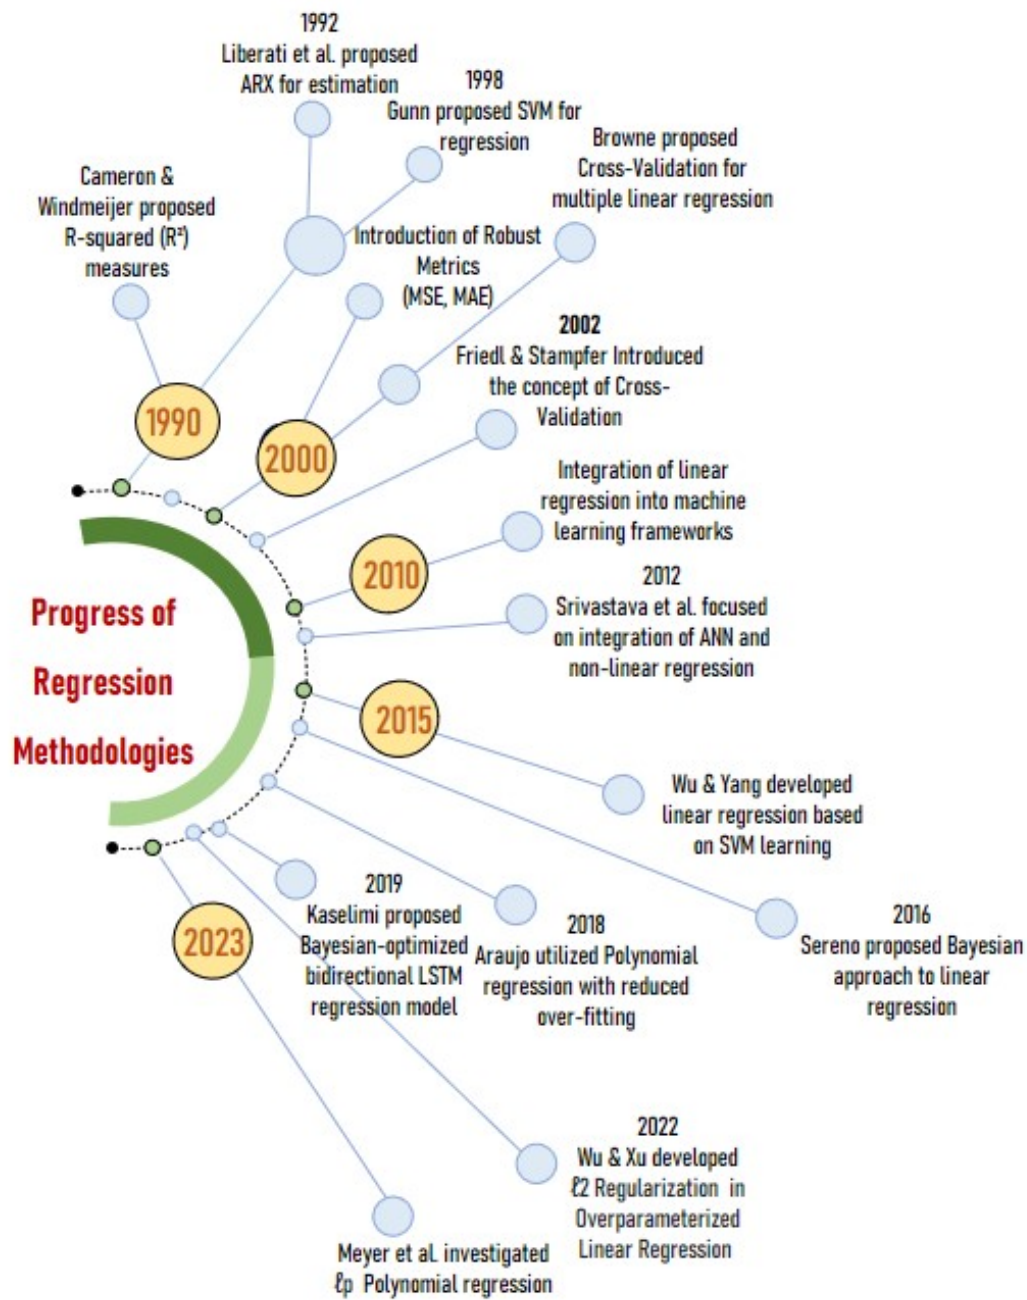 1992
Liberati et al. proposed
ARX for estimation
1998
Gunn proposed SVM for
regression
Browne proposed
Cross-Validation for
multiple linear regression
Cameron &
Windmeijer proposed
R-squared (R²)
measures
Introduction of Robust
Metrics
(MSE, MAE)
2002
Friedl & Stampfer Introduced
the concept of Cross-
Validation
1990
2000
Integration of linear
regression into machine
learning frameworks
2010
2012
Srivastava et al. focused
on integration of ANN and
non-linear regression
Progress of
Regression
Methodologies
2015
Wu & Yang developed
linear regression based
on SVM learning
2016
Sereno proposed Bayesian
approach to linear
regression
2018
Araujo utilized Polynomial
regression with reduced
over-fitting
2019
Kaselimi proposed
Bayesian-optimized
bidirectional LSTM
regression model
2023
2022
Wu & Xu developed
ℓ2 Regularization in
Overparameterized
Linear Regression
Meyer et al. investigated
ℓp Polynomial regression